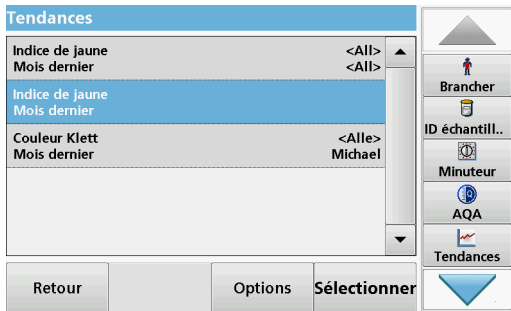 Tendances
Indice de jaune <All>
Mois dernier <All>
Indice de jaune
Mois dernier
Couleur Klett <Alle>
Mois dernier Michael
Retour
Options
Sélectionner
Brancher
ID échantill..
Minuteur
AQA
Tendances